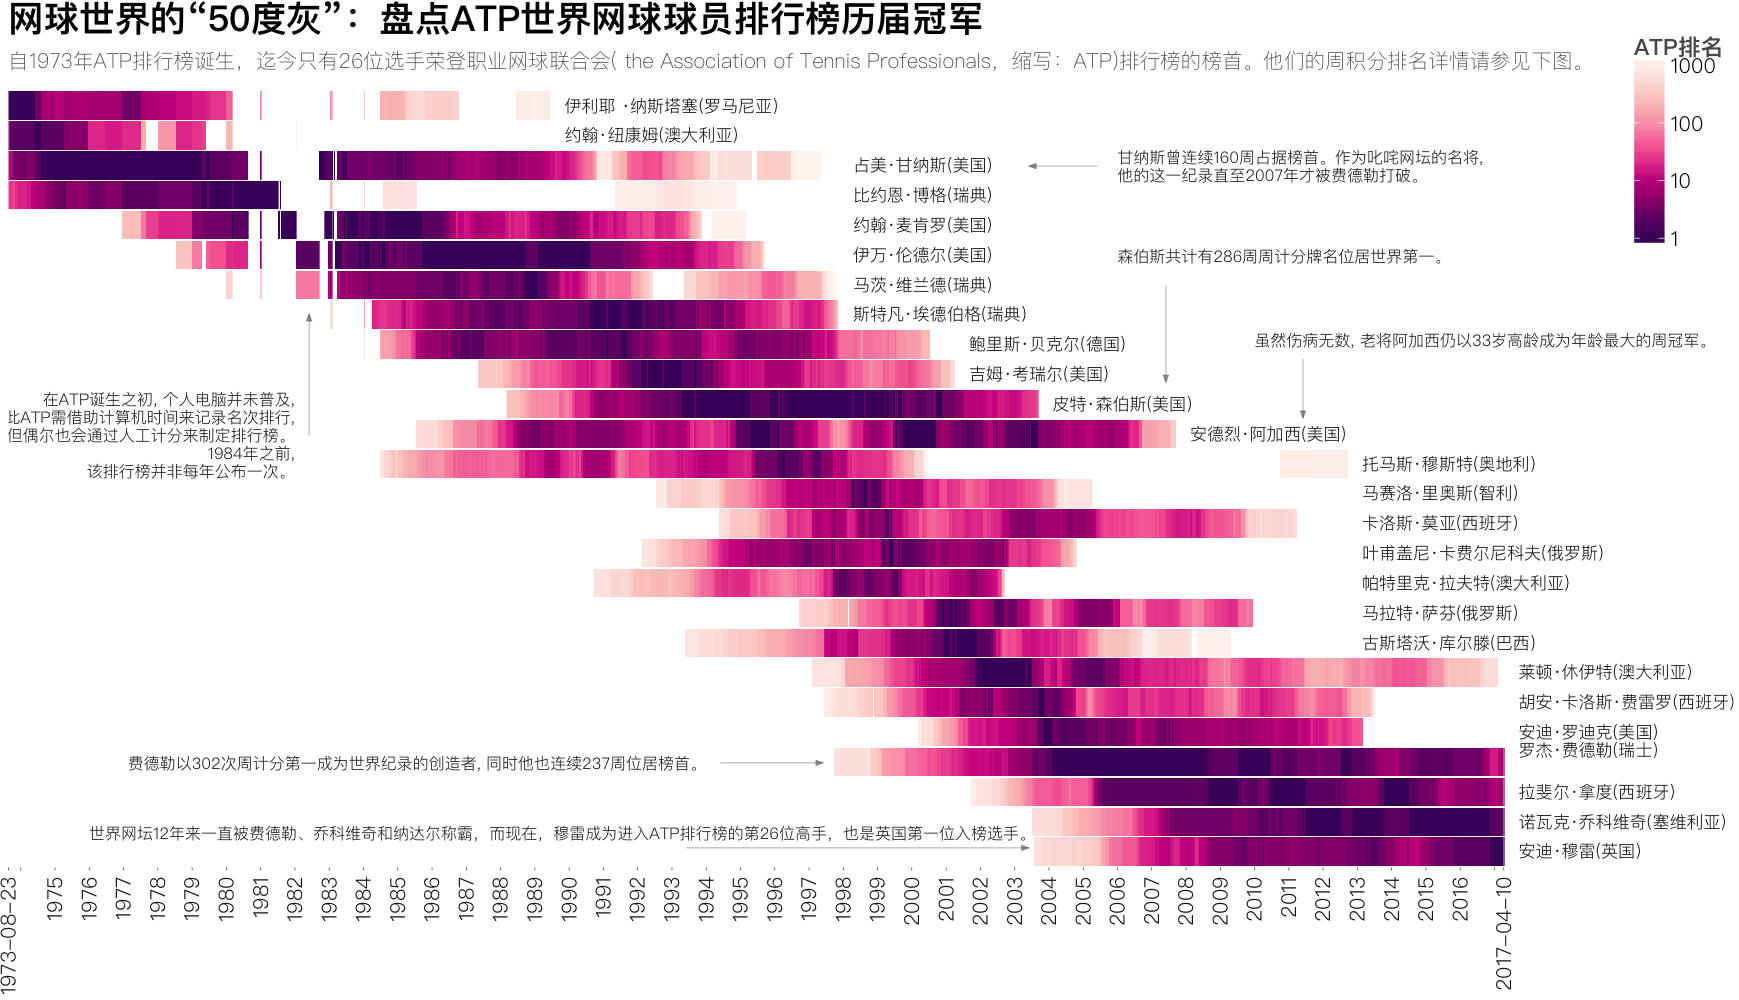 网球世界的“50度灰”：盘点ATP世界网球球员排行榜历届冠军
自1973年ATP排行榜诞生，迄今只有26位选手荣登职业网球联合会( the Association of Tennis Professionals，缩写：ATP)排行榜的榜首。他们的周积分排名详情请参见下图。
ATP排名
1000
100
10
1
伊利耶 ·纳斯塔塞(罗马尼亚)
约翰·纽康姆(澳大利亚)
占美·甘纳斯(美国)
甘纳斯曾连续160周占据榜首。作为叱咤网坛的名将,
他的这一纪录直至2007年才被费德勒打破。
比约恩·博格(瑞典)
约翰·麦肯罗(美国)
伊万·伦德尔(美国)
森伯斯共计有286周周计分牌名位居世界第一。
马茨·维兰德(瑞典)
斯特凡·埃德伯格(瑞典)
鲍里斯·贝克尔(德国)
虽然伤病无数, 老将阿加西仍以33岁高龄成为年龄最大的周冠军。
吉姆·考瑞尔(美国)
皮特·森伯斯(美国)
在ATP诞生之初, 个人电脑并未普及,
比ATP需借助计算机时间来记录名次排行,
但偶尔也会通过人工计分来制定排行榜。
1984年之前,
该排行榜并非每年公布一次。
安德烈·阿加西(美国)
托马斯·穆斯特(奥地利)
马赛洛·里奥斯(智利)
卡洛斯·莫亚(西班牙)
叶甫盖尼·卡费尔尼科夫(俄罗斯)
帕特里克·拉夫特(澳大利亚)
马拉特·萨芬(俄罗斯)
古斯塔沃·库尔滕(巴西)
莱顿·休伊特(澳大利亚)
胡安·卡洛斯·费雷罗(西班牙)
安迪·罗迪克(美国)
罗杰·费德勒(瑞士)
费德勒以302次周计分第一成为世界纪录的创造者, 同时他也连续237周位居榜首。
拉斐尔·拿度(西班牙)
诺瓦克·乔科维奇(塞维利亚)
世界网坛12年来一直被费德勒、乔科维奇和纳达尔称霸，而现在，穆雷成为进入ATP排行榜的第26位高手，也是英国第一位入榜选手。
安迪·穆雷(英国)
1973-08-23
1975
1976
1977
1978
1979
1980
1981
1982
1983
1984
1985
1986
1987
1988
1989
1990
1991
1992
1993
1994
1995
1996
1997
1998
1999
2000
2001
2002
2003
2004
2005
2006
2007
2008
2009
2010
2011
2012
2013
2014
2015
2016
2017-04-10